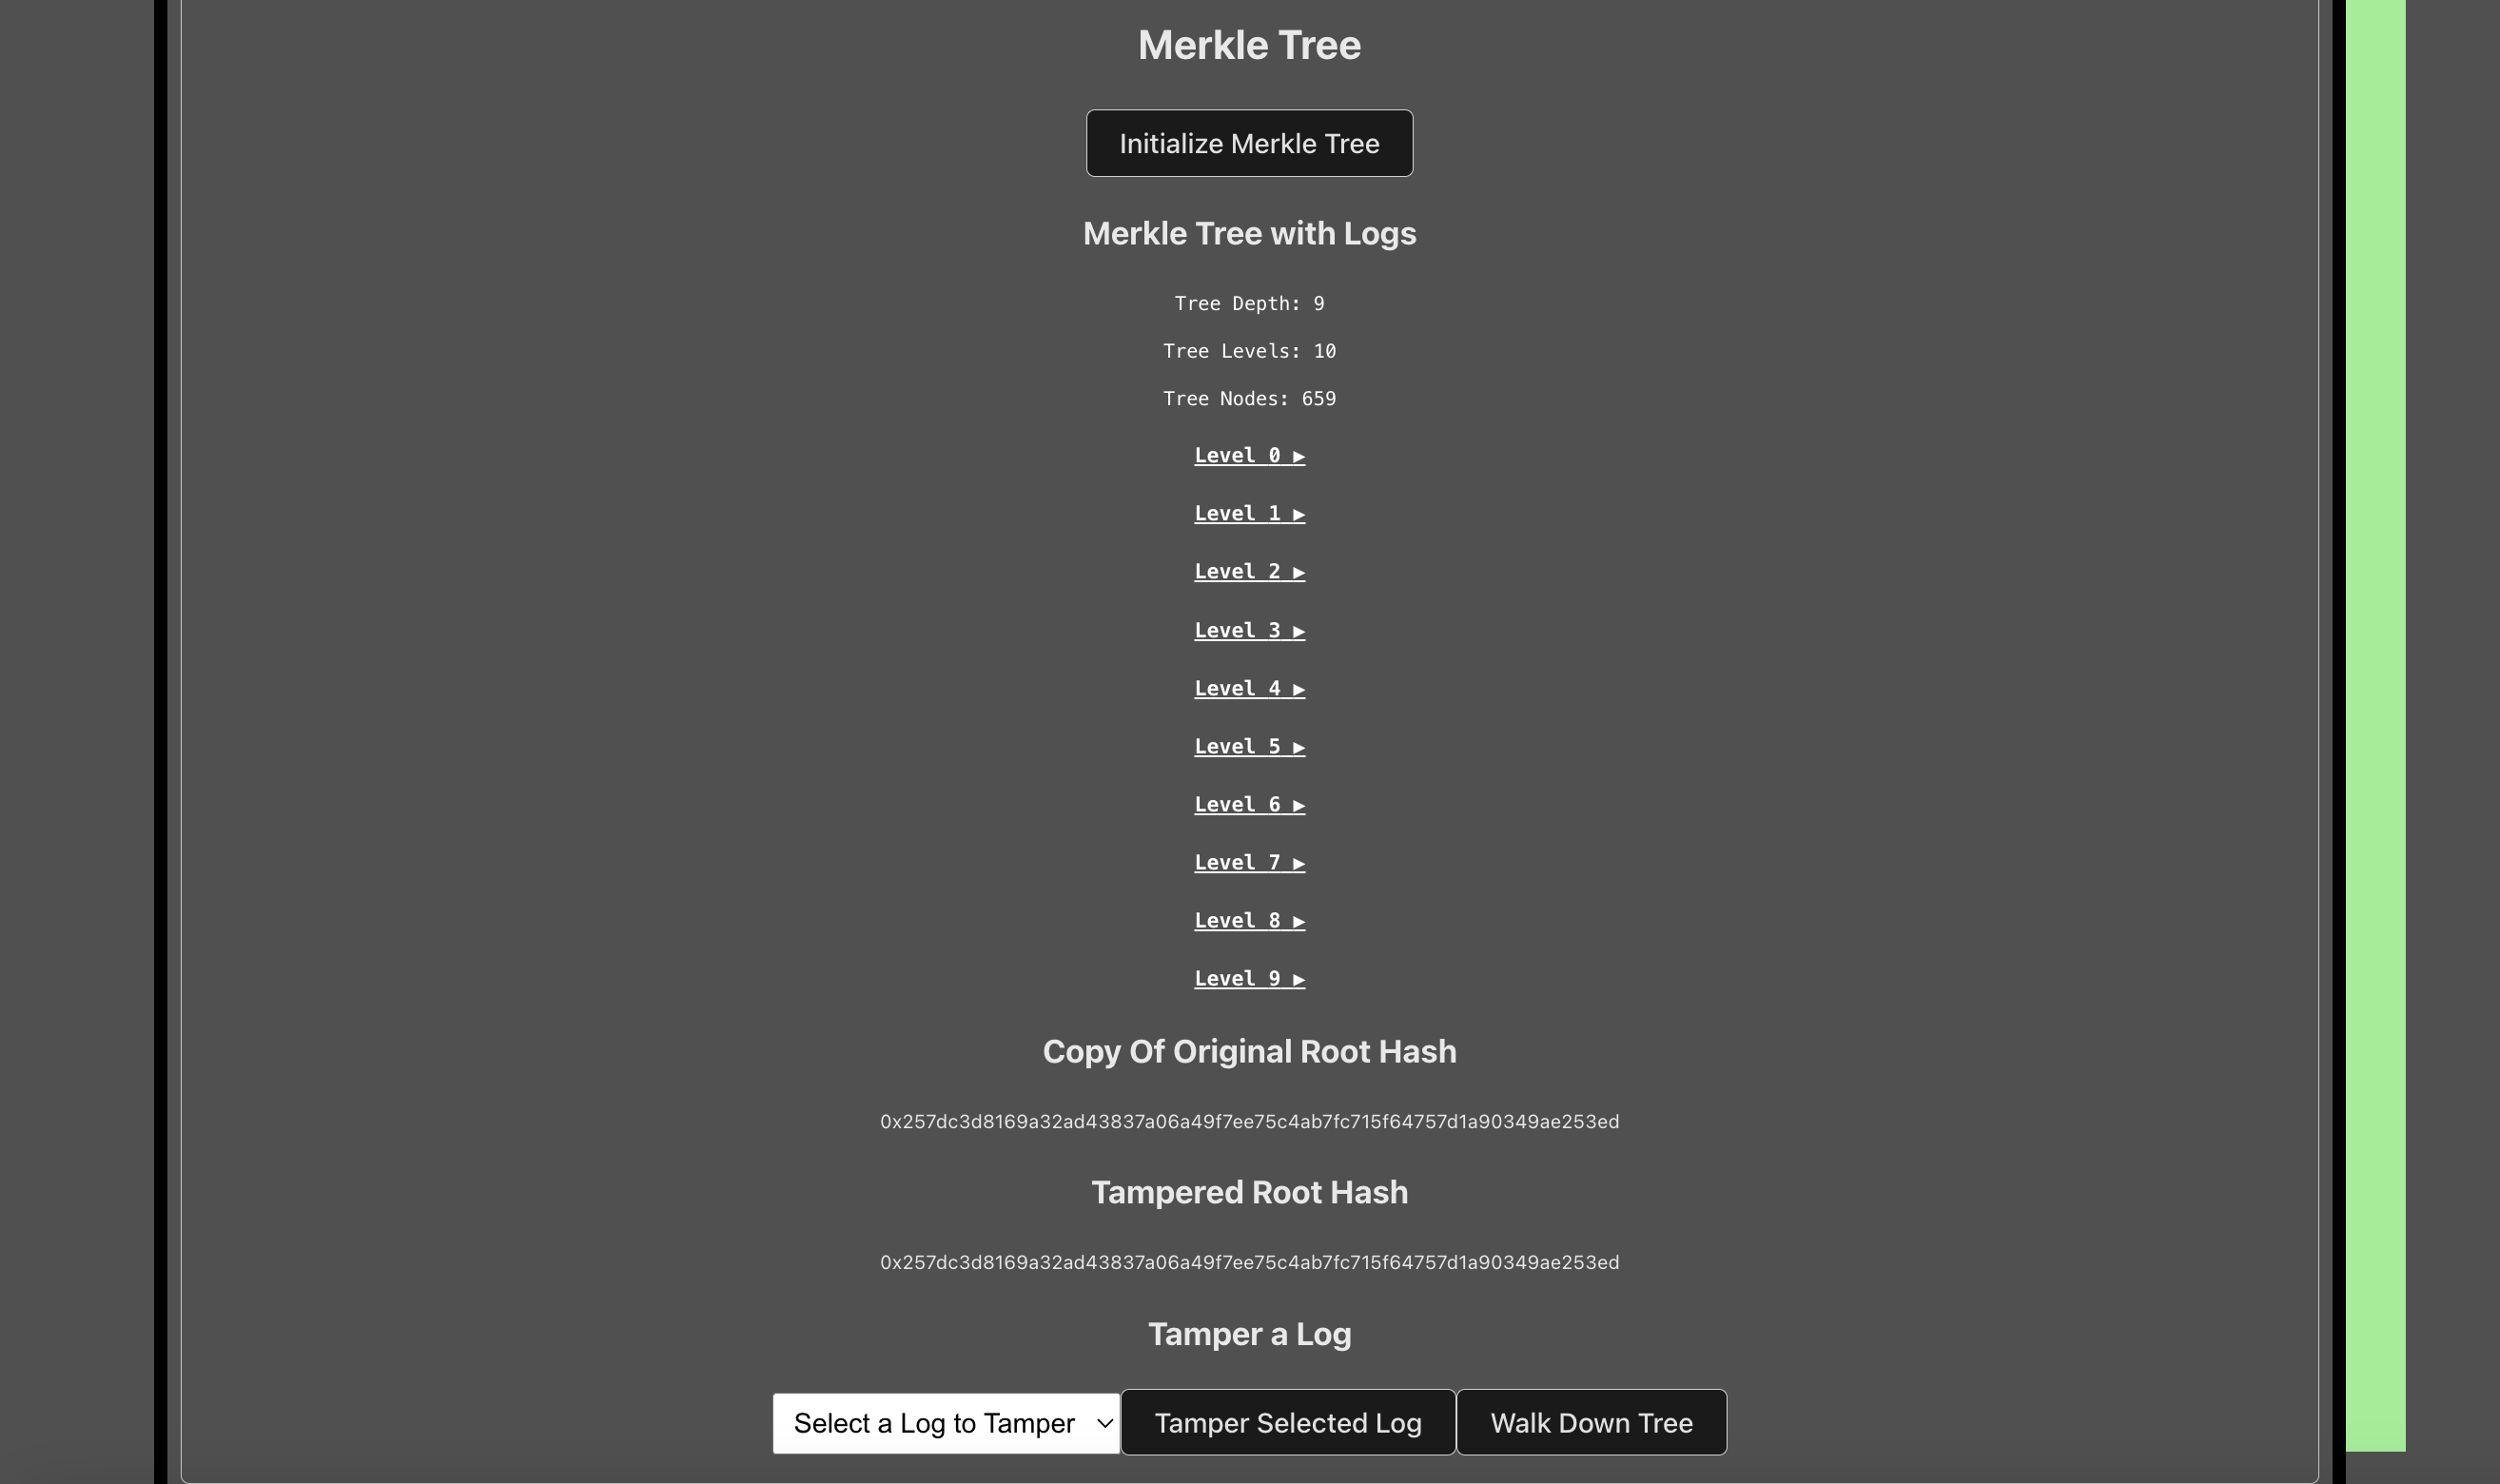 Merkle Tree
Initialize Merkle Tree
Merkle Tree with Logs
Tree Depth: 9
Tree Levels: 10
Tree Nodes: 659
Level 0 ▶
Level 1 ▶
Level 2 ▶
Level 3 ▶
Level 4 ▶
Level 5 ▶
Level 6 ▶
Level 7 ▶
Level 8 ▶
Level 9 ▶
Copy Of Original Root Hash
0x257dc3d8169a32ad43837a06a49f7ee75c4ab7fc715f64757d1a90349ae253ed
Tampered Root Hash
0x257dc3d8169a32ad43837a06a49f7ee75c4ab7fc715f64757d1a90349ae253ed
Tamper a Log
Select a Log to Tamper Tamper Selected Log Walk Down Tree